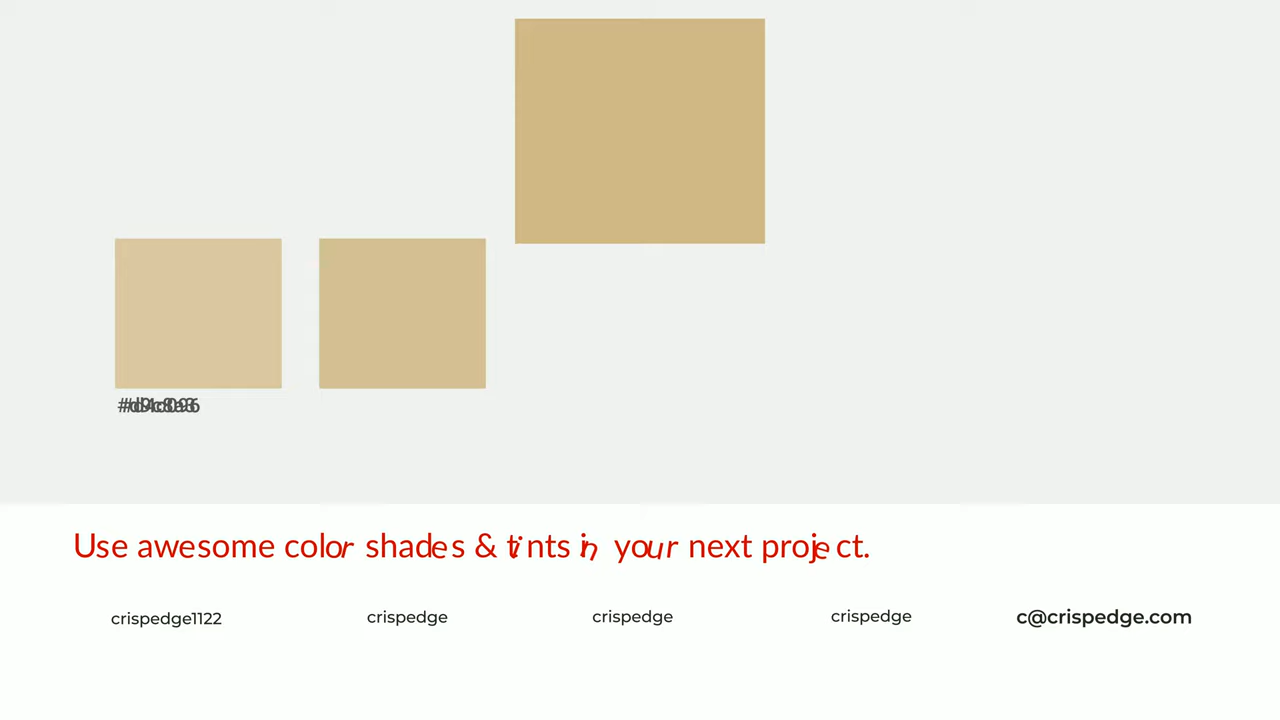 Use awesome color shades & tints in your next project.
crispedge1122 crispedge crispedge crispedge c@crispedge.com